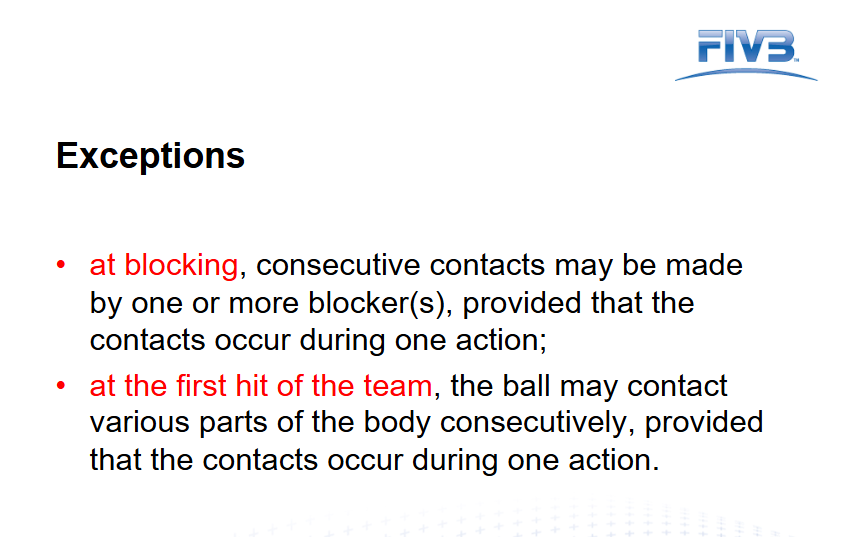 FIVB™
Exceptions
• at blocking, consecutive contacts may be made
by one or more blocker(s), provided that the
contacts occur during one action;
• at the first hit of the team, the ball may contact
various parts of the body consecutively, provided
that the contacts occur during one action.